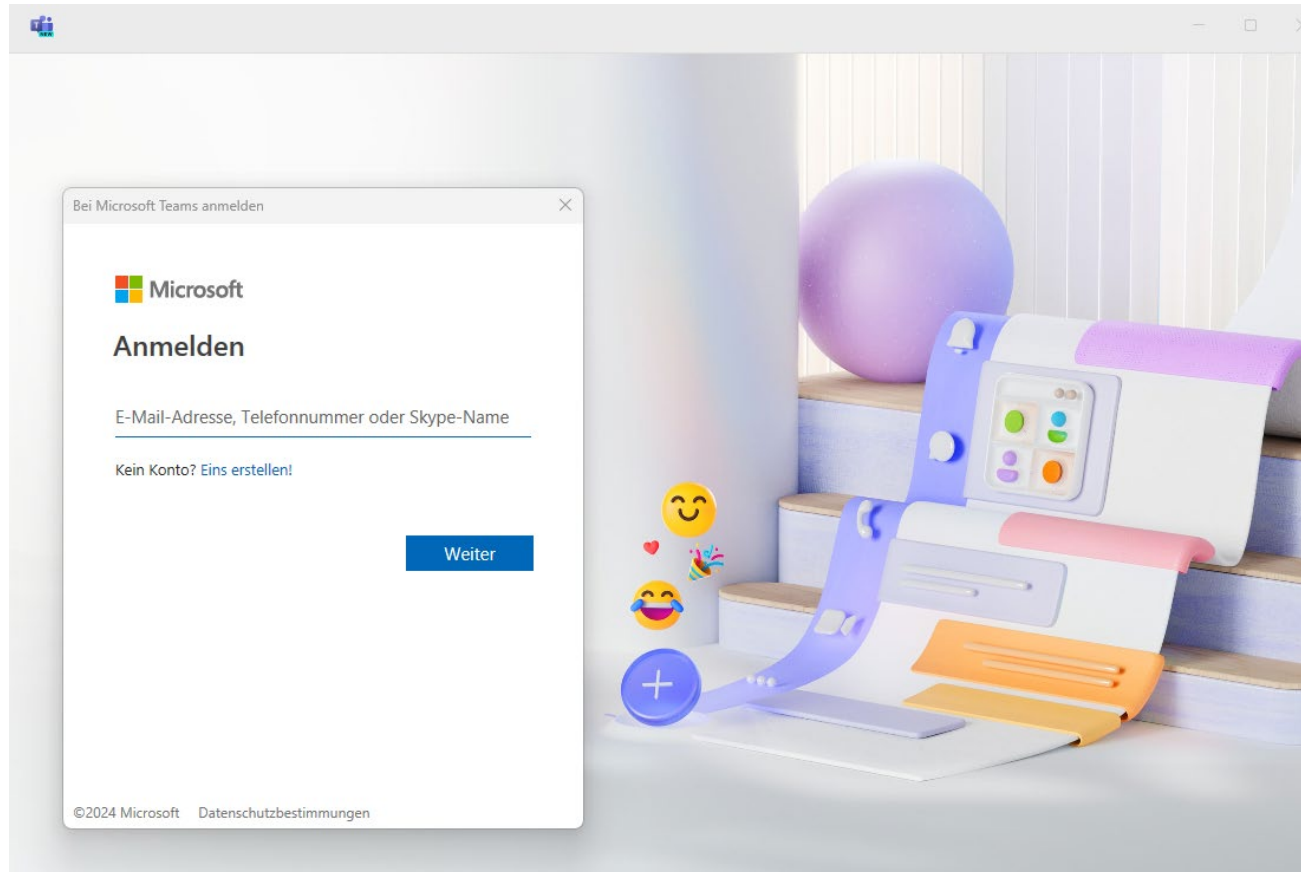 Bei Microsoft Teams anmelden
Microsoft
Anmelden
E-Mail-Adresse, Telefonnummer oder Skype-Name
Kein Konto? Eins erstellen!
Weiter
©2024 Microsoft Datenschutzbestimmungen